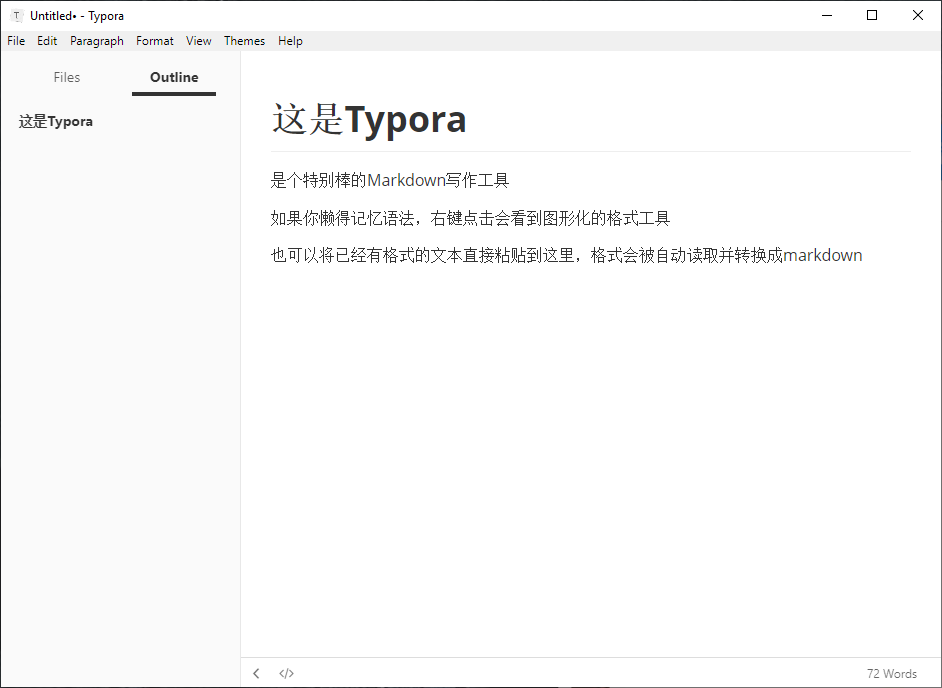 Untitled• - Typora
File Edit Paragraph Format View Themes Help
Files Outline
这是Typora
这是Typora
是个特别棒的Markdown写作工具
如果你懒得记忆语法，右键点击会看到图形化的格式工具
也可以将已经有格式的文本直接粘贴到这里，格式会被自动读取并转换成markdown
</> 72 Words